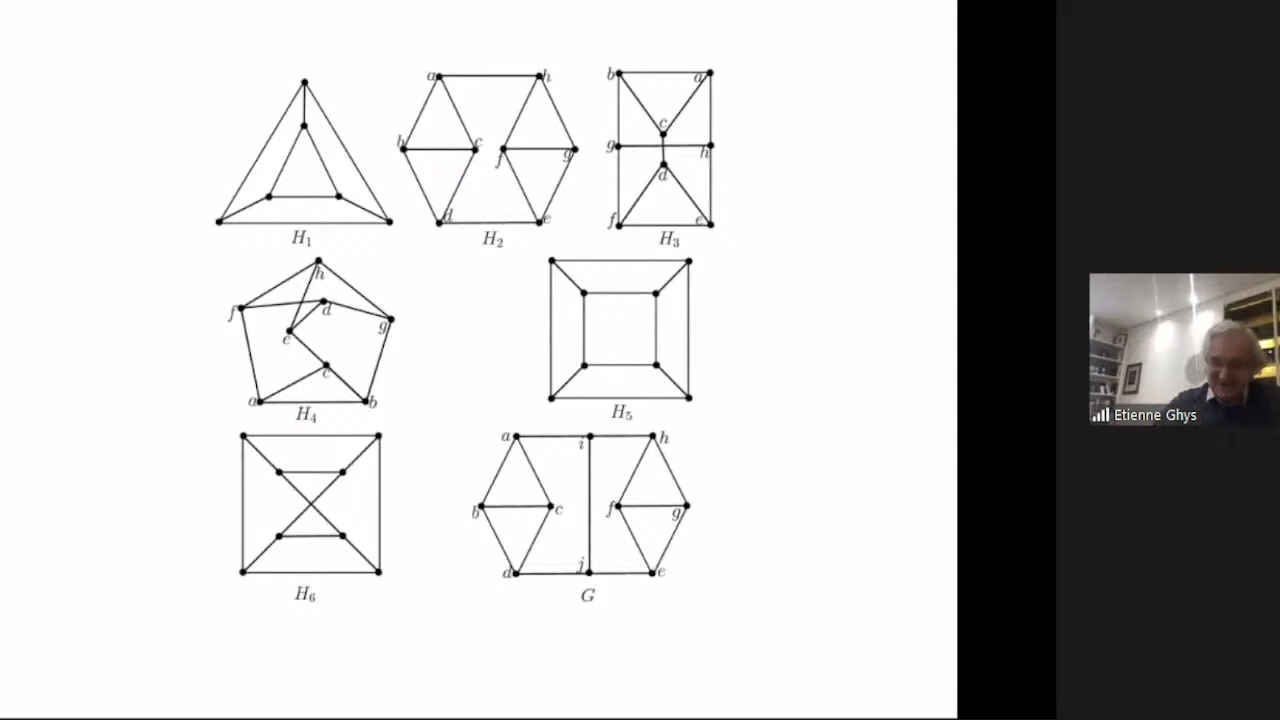 a h b a
b c f g c
g h
d e d
f e
H₁ H₂ H₃
h
f d g
e
c
a b
H₄ H₅
a i h
b c f g
d j e
H₆ G
Etienne Ghys